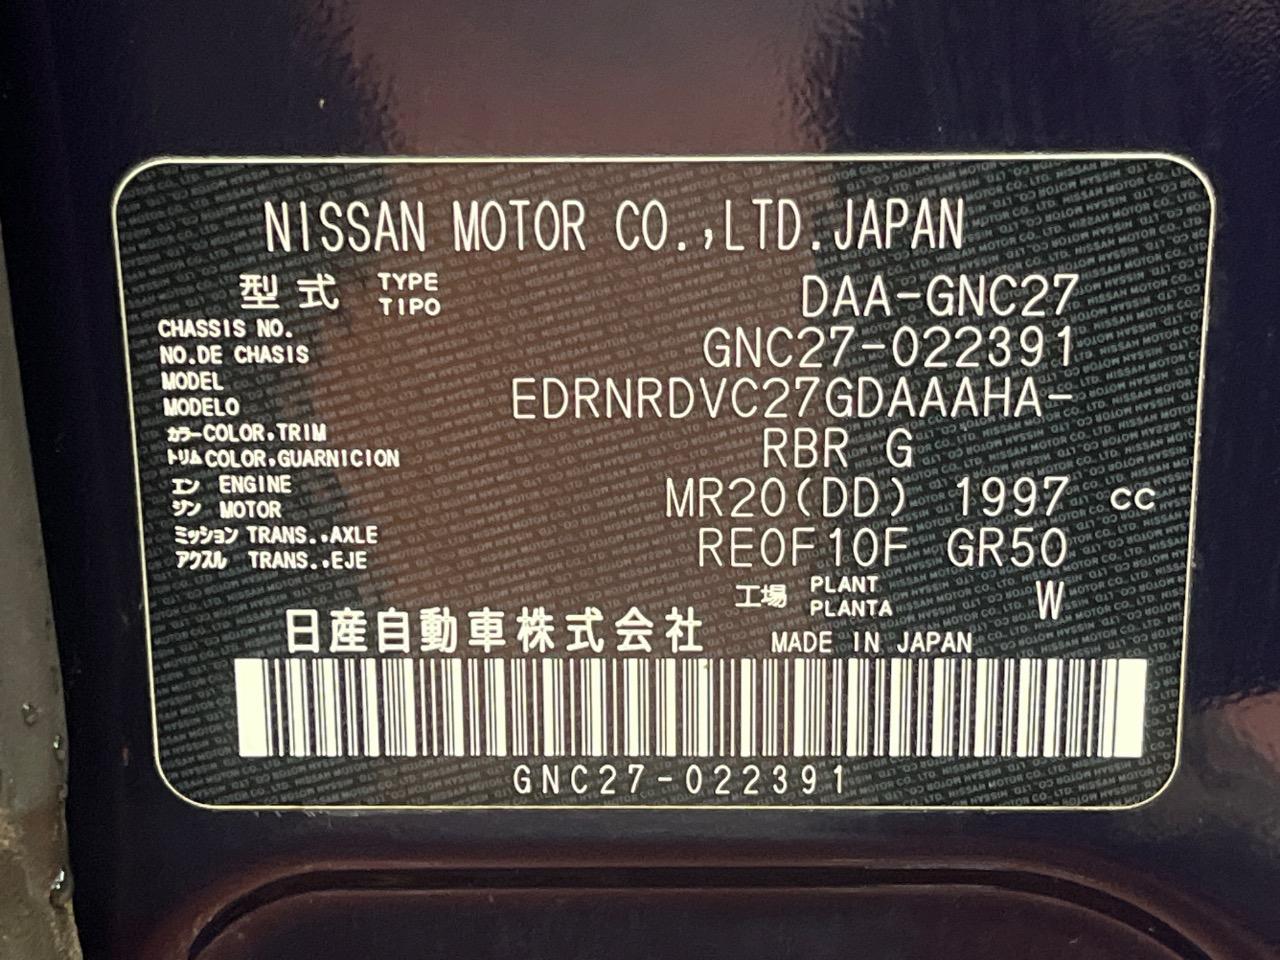 NISSAN MOTOR CO.,LTD.JAPAN
型式 TYPE TIPO DAA-GNC27
CHASSIS NO.
NO.DE CHASIS GNC27-022391
MODEL
MODELO EDRNRDVC27GDAAAHA-
カラー COLOR,TRIM
トリム COLOR,GUARNICION RBR G
エン ENGINE
ジン MOTOR MR20(DD) 1997 cc
ミッション TRANS.,AXLE
アクスル TRANS.,EJE RE0F10F GR50
工場 PLANT PLANTA W
日産自動車株式会社 MADE IN JAPAN
GNC27-022391